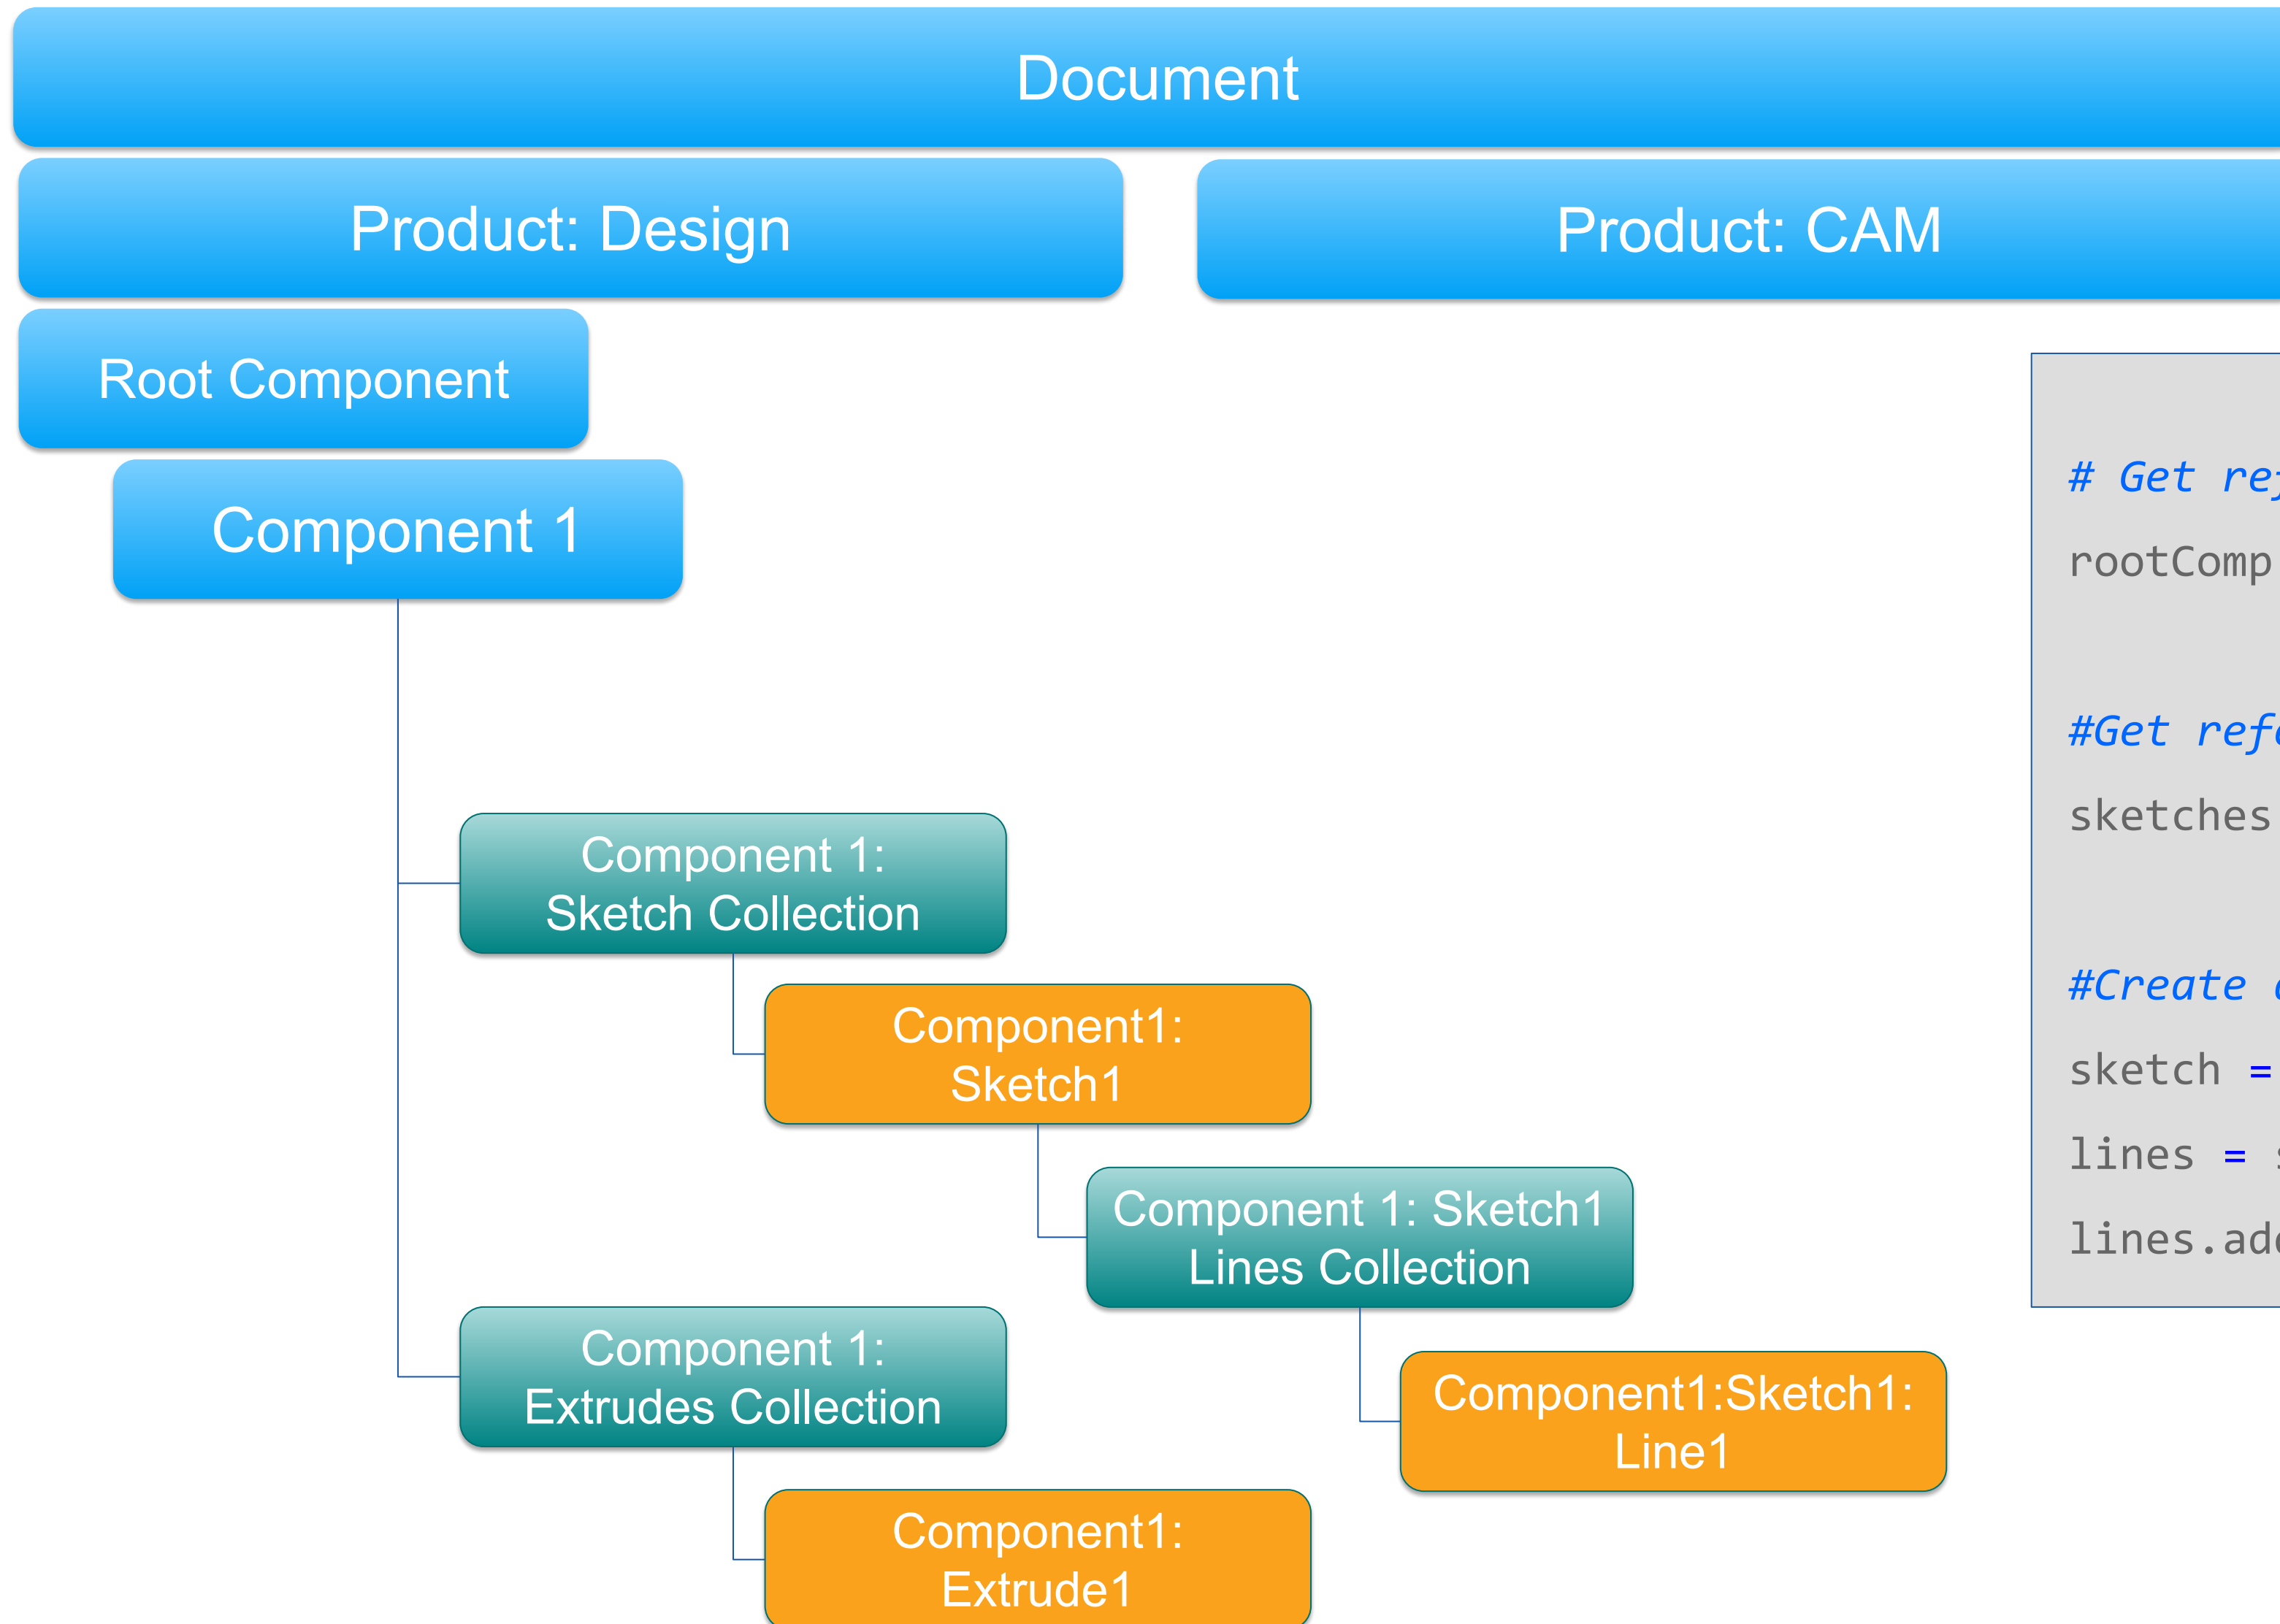 Document
Product: Design
Product: CAM
Root Component
Component 1
Component 1:
Sketch Collection
Component1:
Sketch1
Component 1: Sketch1
Lines Collection
Component 1:
Extrudes Collection
Component1:Sketch1:
Line1
Component1:
Extrude1
# Get
rootComp
#Get
sketches
#Create
sketch =
lines =